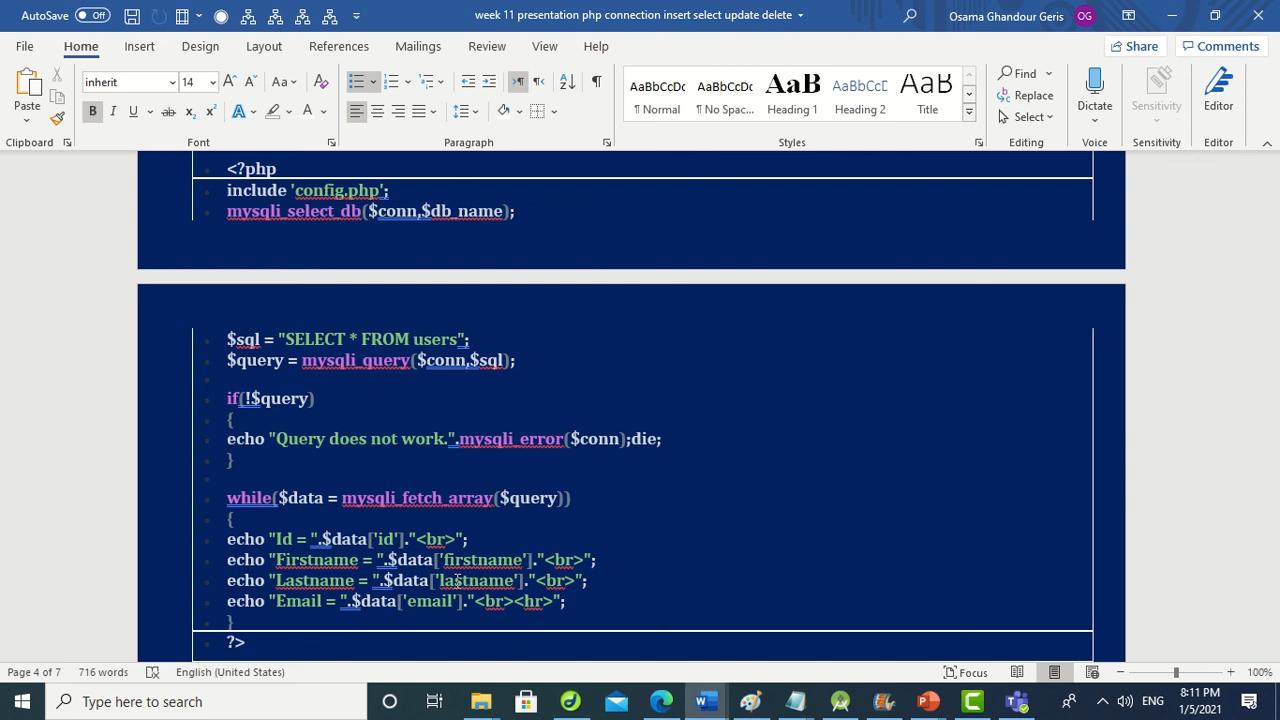 AutoSave Off week 11 presentation php connection insert select update delete Osama Ghandour Geris OG
File Home Insert Design Layout References Mailings Review View Help Share Comments
Paste inherit 14 Aa AaBbCcDc AaBbCcDc AaB AaBbCcDc AaB Find Replace Select Dictate Sensitivity Editor
¶ Normal ¶ No Spac... Heading 1 Heading 2 Title
Clipboard Font Paragraph Styles Editing Voice Sensitivity Editor
<?php
include 'config.php';
mysqli_select_db($conn,$db_name);
$sql = "SELECT * FROM users";
$query = mysqli_query($conn,$sql);
if(!$query)
{
echo "Query does not work.".mysqli_error($conn);die;
}
while($data = mysqli_fetch_array($query))
{
echo "Id = ".$data['id']."<br>";
echo "Firstname = ".$data['firstname']."<br>";
echo "Lastname = ".$data['lastname']."<br>";
echo "Email = ".$data['email']."<br><hr>";
}
?>
Page 4 of 7 716 words English (United States) Focus 100%
Type here to search ENG 8:11 PM
1/5/2021